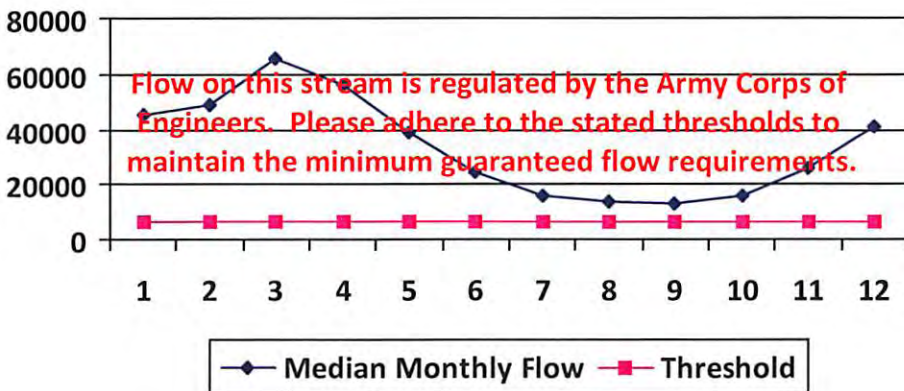 80000
60000
40000
20000
0
Flow on this stream is regulated by the Army Corps of
Engineers. Please adhere to the stated thresholds to
maintain the minimum guaranteed flow requirements.
1 2 3 4 5 6 7 8 9 10 11 12
Median Monthly Flow Threshold